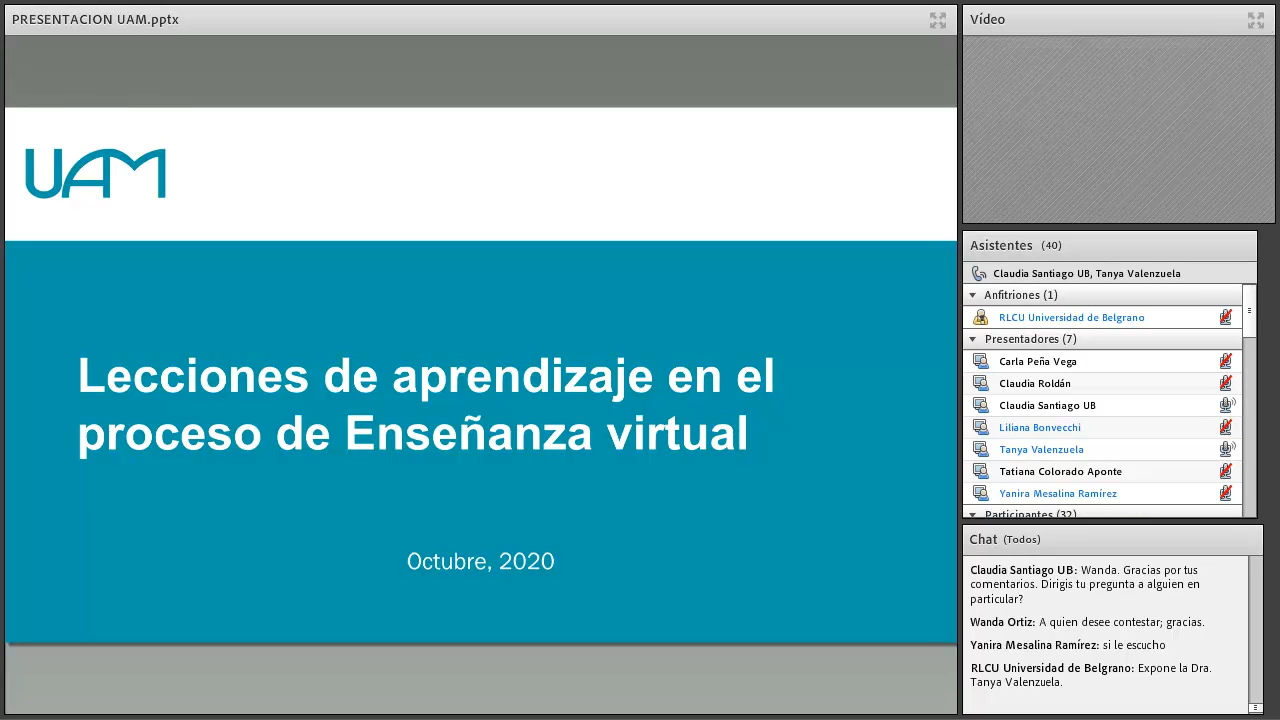 PRESENTACION UAM.pptx
UAM
Lecciones de aprendizaje en el
proceso de Enseñanza virtual
Octubre, 2020
Vídeo
Asistentes (40)
Claudia Santiago UB, Tanya Valenzuela
Anfitriones (1)
RLCU Universidad de Belgrano
Presentadores (7)
Carla Peña Vega
Claudia Roldán
Claudia Santiago UB
Liliana Bonvecchi
Tanya Valenzuela
Tatiana Colorado Aponte
Yanira Mesalina Ramírez
Participantes (32)
Chat (Todos)
Claudia Santiago UB: Wanda. Gracias por tus
comentarios. Dirigis tu pregunta a alguien en
particular?
Wanda Ortiz: A quien desee contestar; gracias.
Yanira Mesalina Ramírez: si le escucho
RLCU Universidad de Belgrano: Expone la Dra.
Tanya Valenzuela.